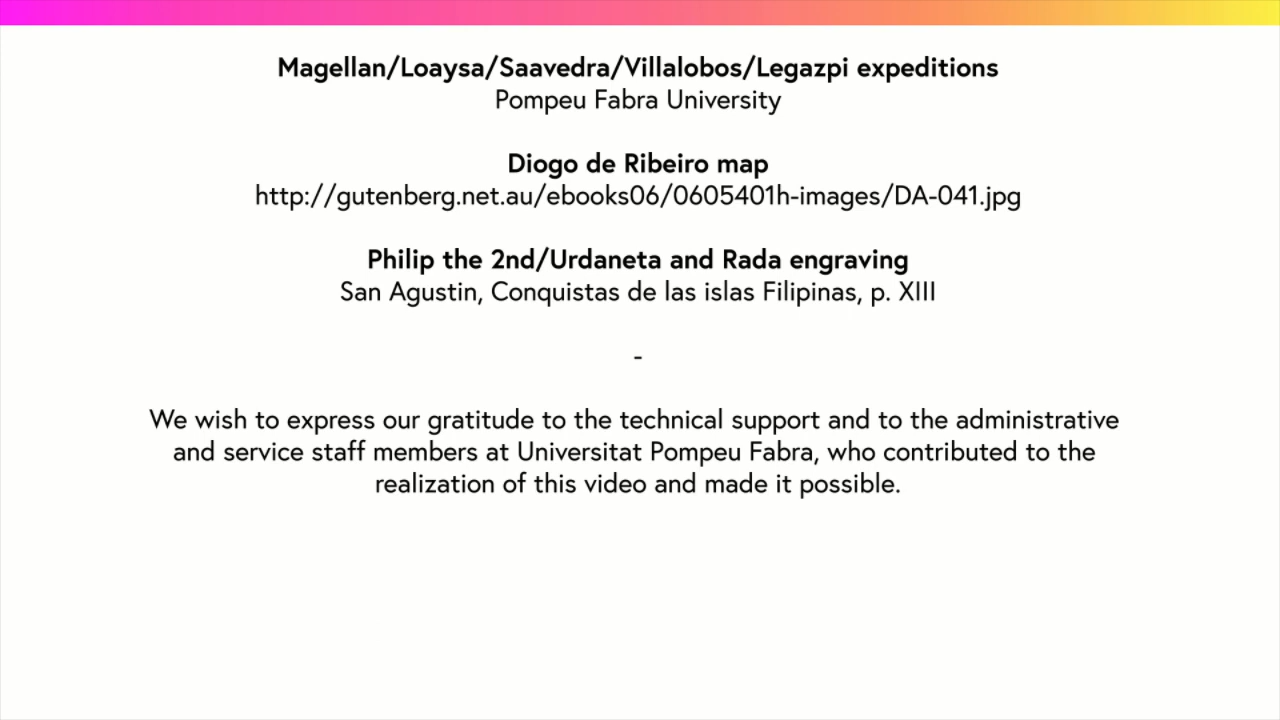 Magellan/Loaysa/Saavedra/Villalobos/Legazpi expeditions
Pompeu Fabra University
Diogo de Ribeiro map
http://gutenberg.net.au/ebooks06/0605401h-images/DA-041.jpg
Philip the 2nd/Urdaneta and Rada engraving
San Agustin, Conquistas de las islas Filipinas, p. XIII
-
We wish to express our gratitude to the technical support and to the administrative
and service staff members at Universitat Pompeu Fabra, who contributed to the
realization of this video and made it possible.